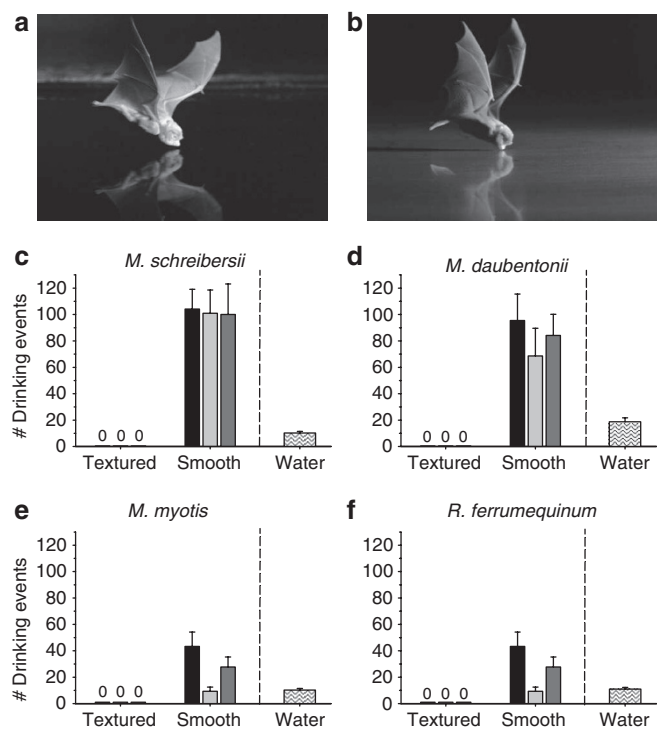 a
b
c
M. schreibersii
# Drinking events
120
100
80
60
40
20
0
0 0 0
Textured
Smooth
Water
d
M. daubentonii
120
100
80
60
40
20
0
0 0 0
Textured
Smooth
Water
e
M. myotis
# Drinking events
120
100
80
60
40
20
0
0 0 0
Textured
Smooth
Water
f
R. ferrumequinum
120
100
80
60
40
20
0
0 0 0
Textured
Smooth
Water